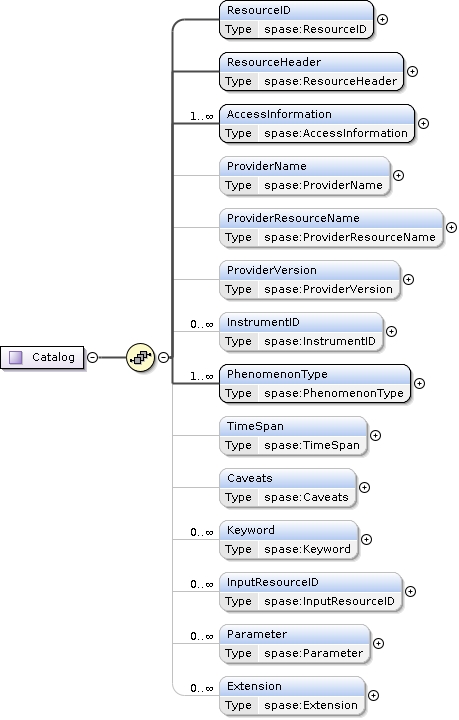 ResourceID
Type spase:ResourceID
ResourceHeader
Type spase:ResourceHeader
1..∞
AccessInformation
Type spase:AccessInformation
ProviderName
Type spase:ProviderName
ProviderResourceName
Type spase:ProviderResourceName
ProviderVersion
Type spase:ProviderVersion
0..∞
InstrumentID
Type spase:InstrumentID
Catalog
1..∞
PhenomenonType
Type spase:PhenomenonType
TimeSpan
Type spase:TimeSpan
Caveats
Type spase:Caveats
0..∞
Keyword
Type spase:Keyword
0..∞
InputResourceID
Type spase:InputResourceID
0..∞
Parameter
Type spase:Parameter
0..∞
Extension
Type spase:Extension